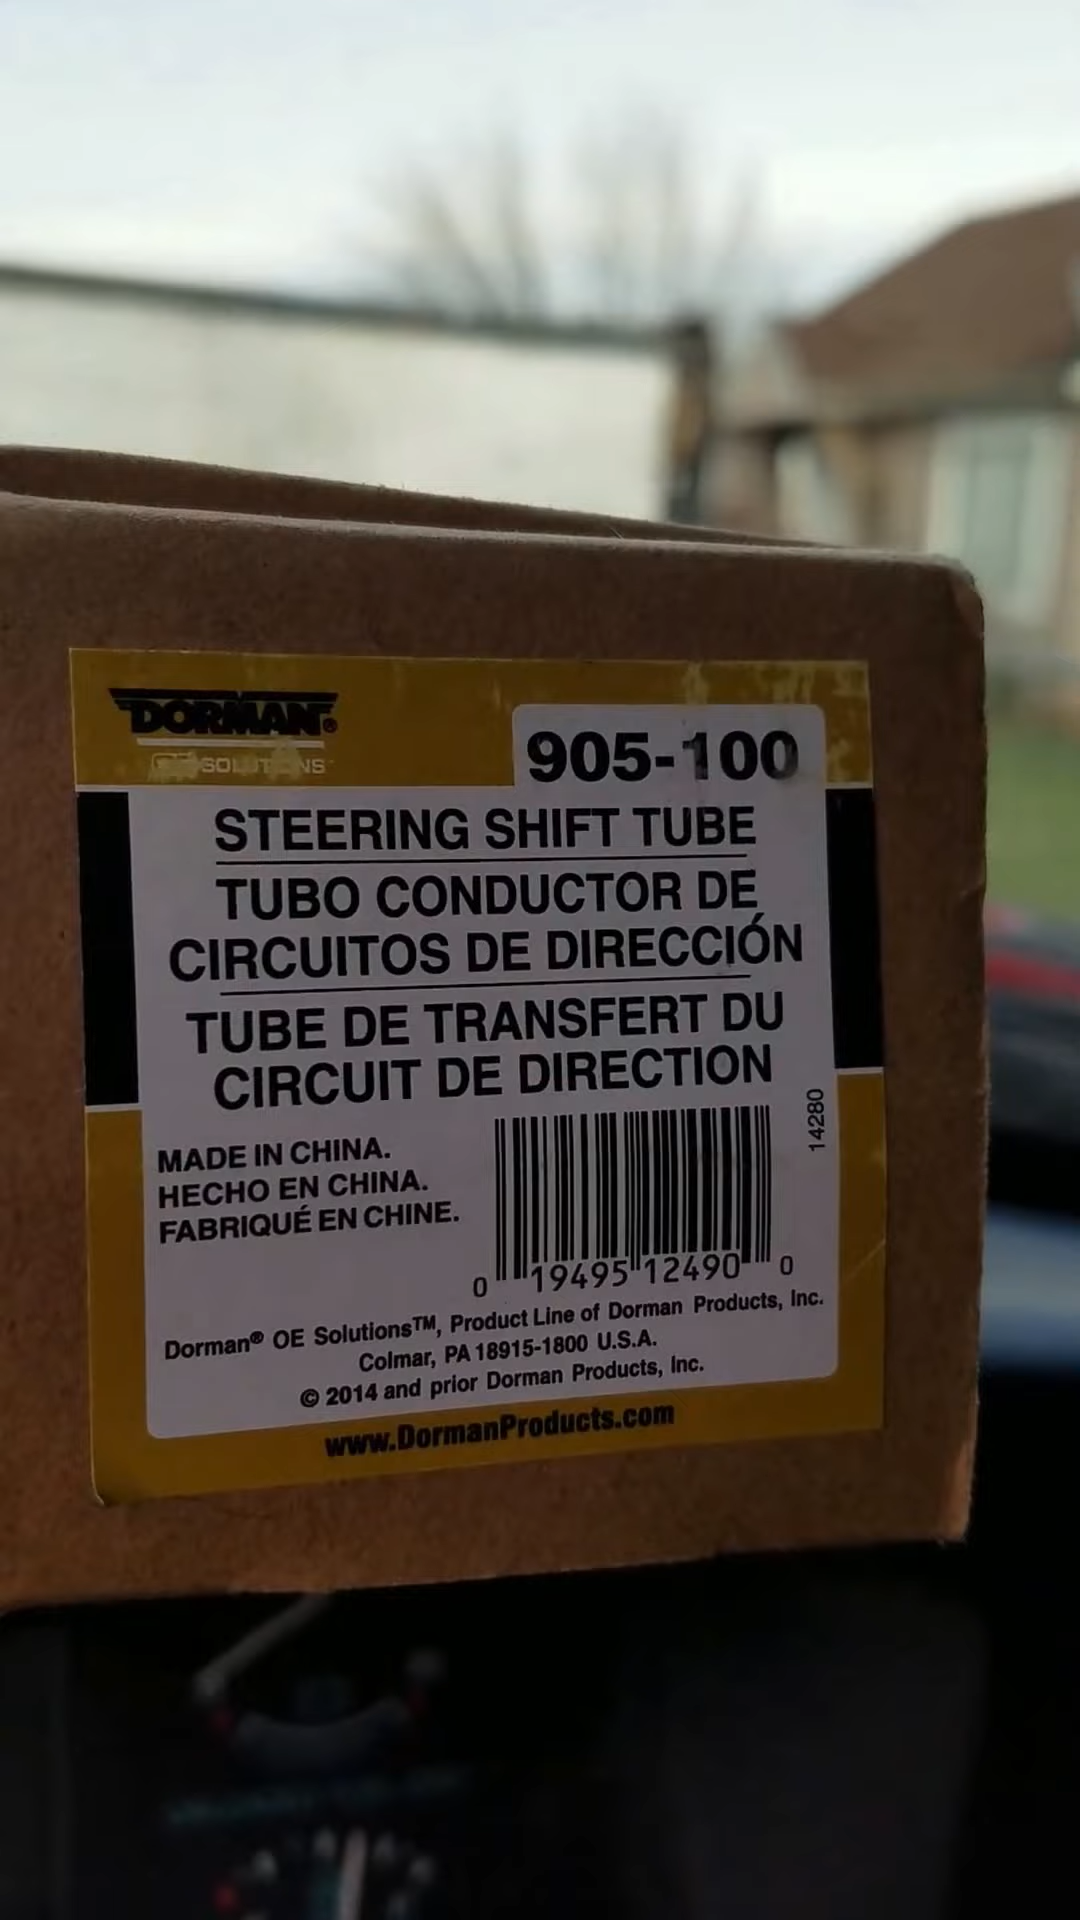 DORMAN®
SOLUTIONS
905-100
STEERING SHIFT TUBE
TUBO CONDUCTOR DE
CIRCUITOS DE DIRECCIÓN
TUBE DE TRANSFERT DU
CIRCUIT DE DIRECTION
14280
MADE IN CHINA.
HECHO EN CHINA.
FABRIQUÉ EN CHINE.
0 19495 12490 0
Dorman® OE Solutions™, Product Line of Dorman Products, Inc.
Colmar, PA 18915-1800 U.S.A.
© 2014 and prior Dorman Products, Inc.
www.DormanProducts.com